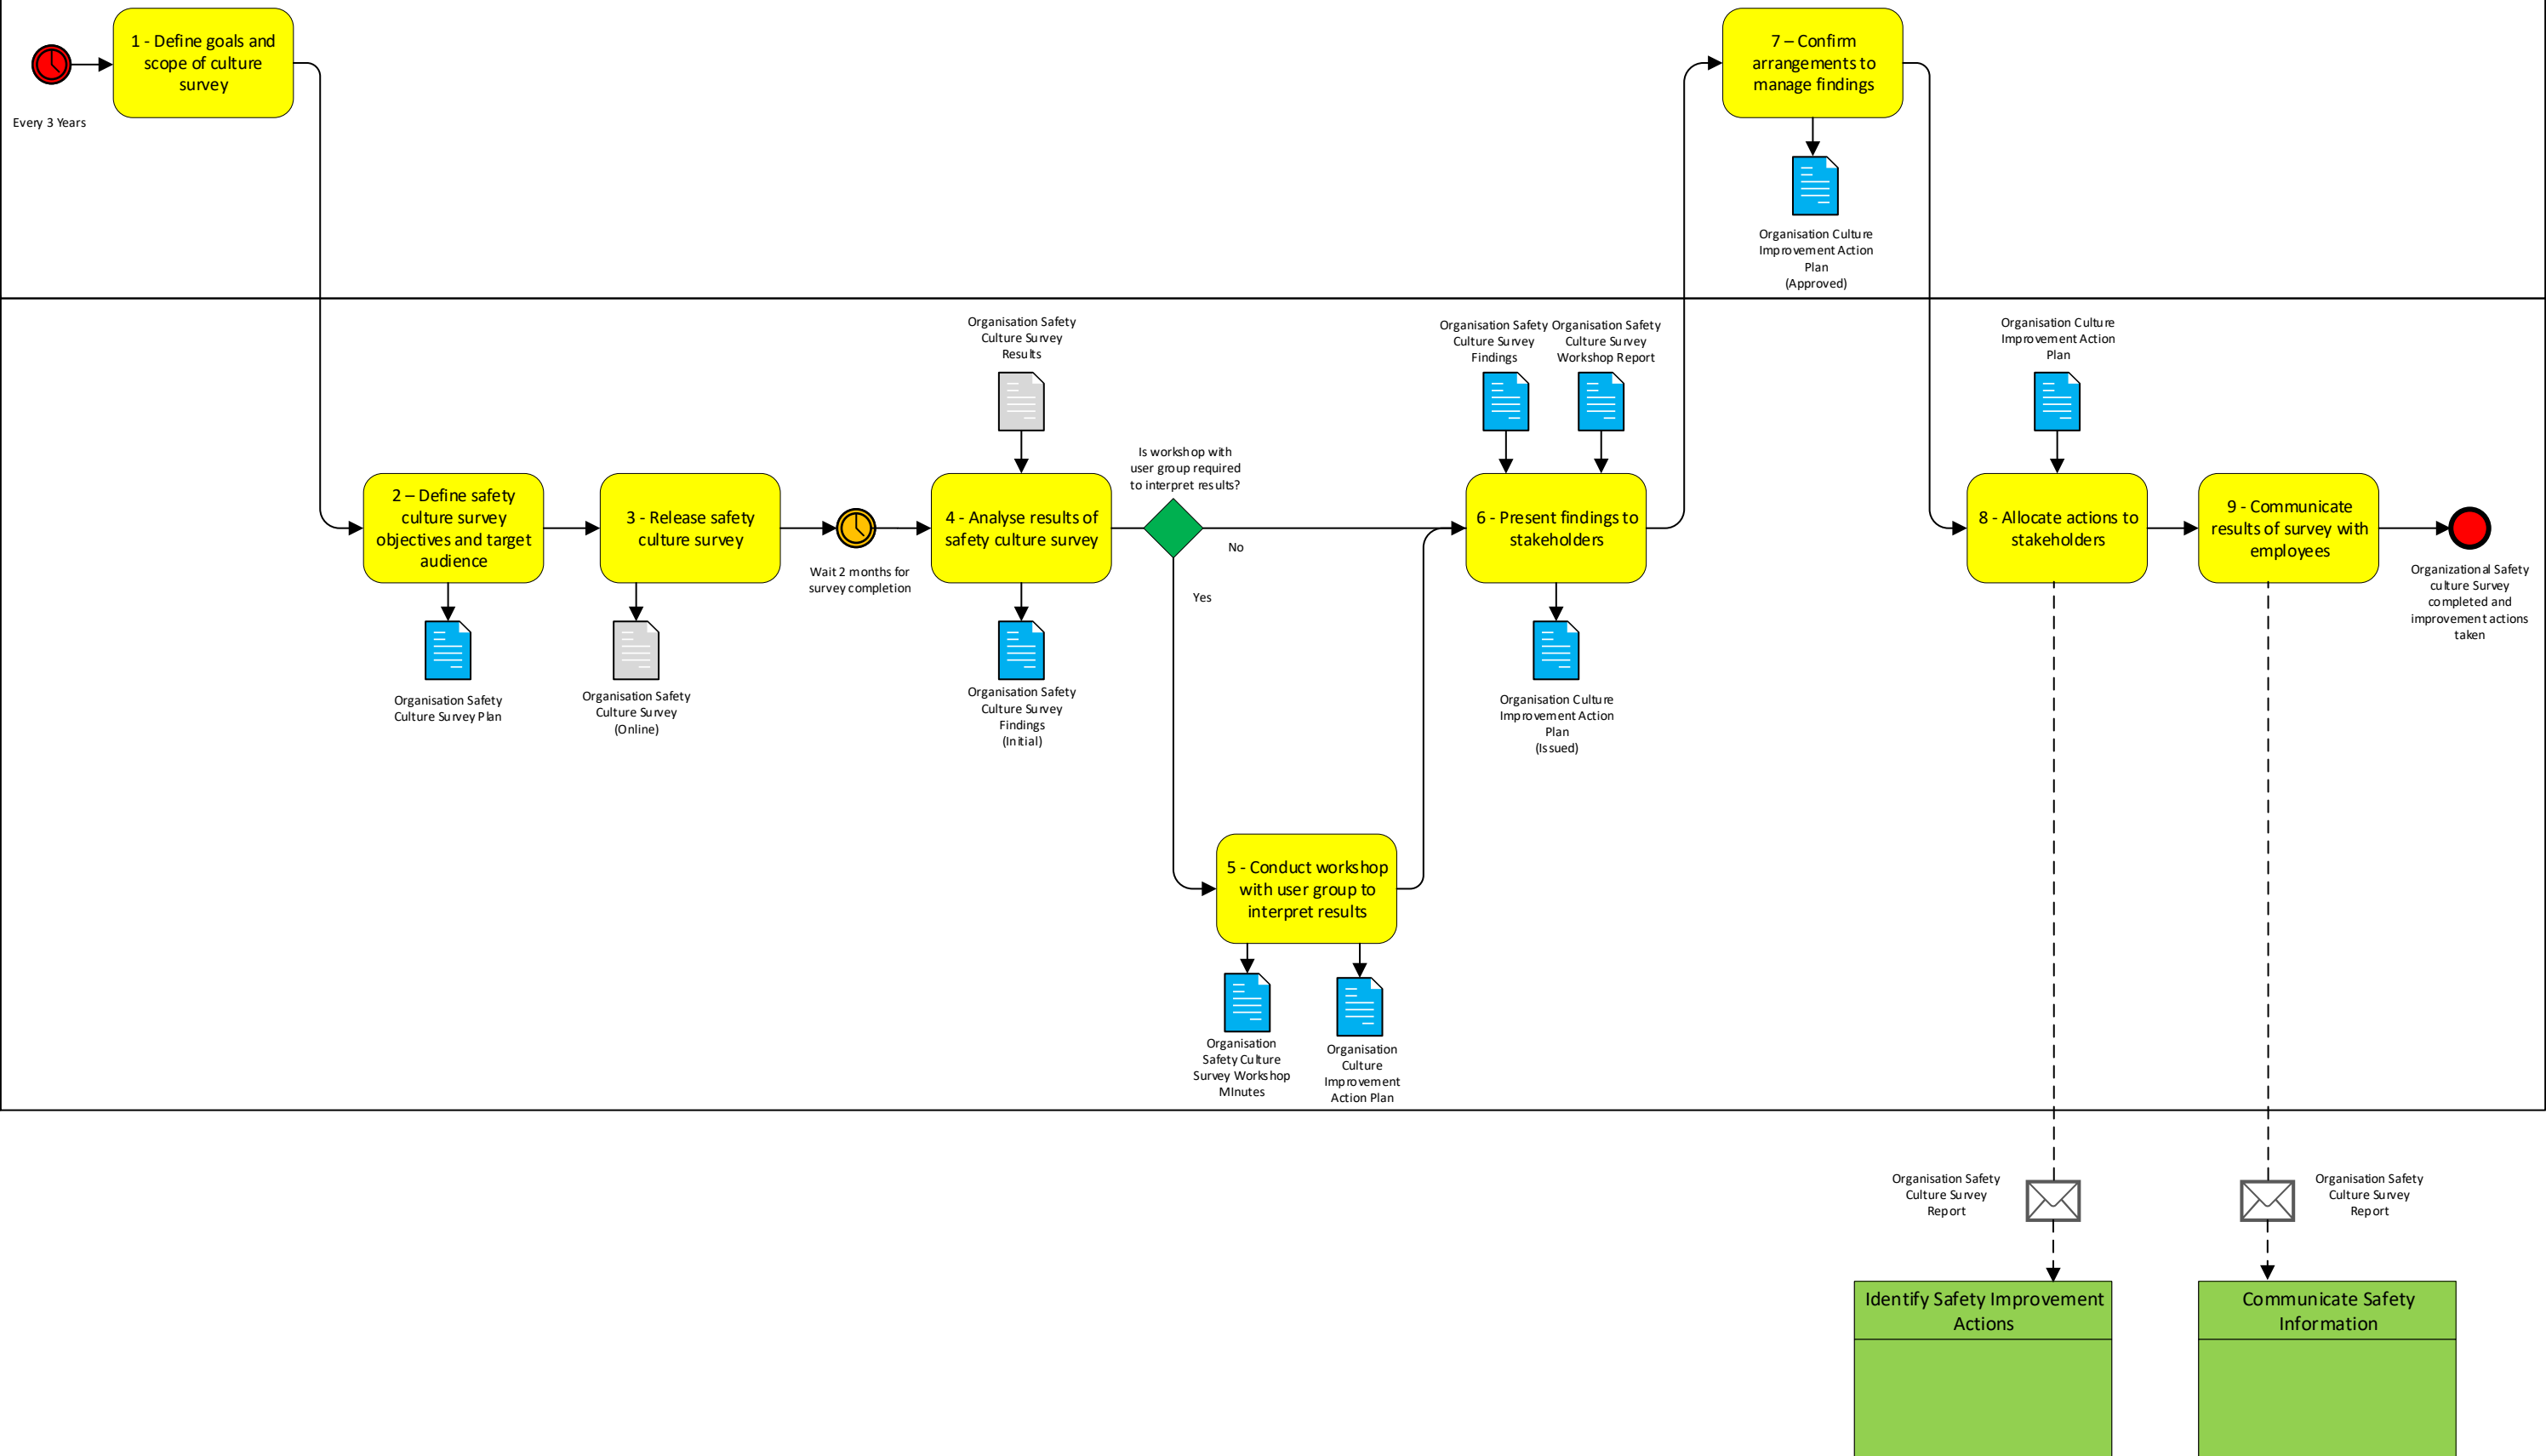 1 - Define goals and
scope of culture
survey
Every 3 Years
7 – Confirm
arrangements to
manage findings
Organisation Culture
Improvement Action
Plan
(Approved)
Organisation Safety
Culture Survey
Results
Organisation Safety
Culture Survey
Findings
Organisation Safety
Culture Survey
Workshop Report
Organisation Culture
Improvement Action
Plan
2 – Define safety
culture survey
objectives and target
audience
Organisation Safety
Culture Survey Plan
3 - Release safety
culture survey
Organisation Safety
Culture Survey
(Online)
Wait 2 months for
survey completion
4 - Analyse results of
safety culture survey
Organisation Safety
Culture Survey
Findings
(Initial)
Is workshop with
user group required
to interpret results?
No
Yes
5 - Conduct workshop
with user group to
interpret results
Organisation
Safety Culture
Survey Workshop
MInutes
Organisation
Culture
Improvement
Action Plan
6 - Present findings to
stakeholders
Organisation Culture
Improvement Action
Plan
(Issued)
8 - Allocate actions to
stakeholders
9 - Communicate
results of survey with
employees
Organizational Safety
culture Survey
completed and
improvement actions
taken
Organisation Safety
Culture Survey
Report
Organisation Safety
Culture Survey
Report
Identify Safety Improvement
Actions
Communicate Safety
Information